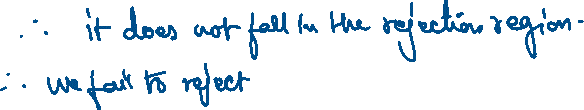 ∴ it does not fall in the rejection region.
∴ we fail to reject